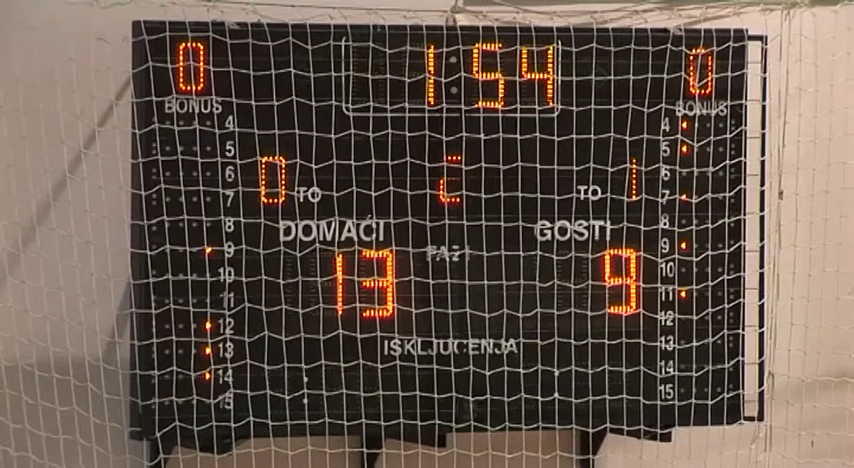 0 1:54 0
BONUS BONUS
4 4
5 5
6 6
0 TO 2 TO 1
7 7
8 8
DOMAĆI GOSTI
9 9
13 9
10 10
11 11
12 12
13 13
ISKLJUČENJA
14 14
15 15